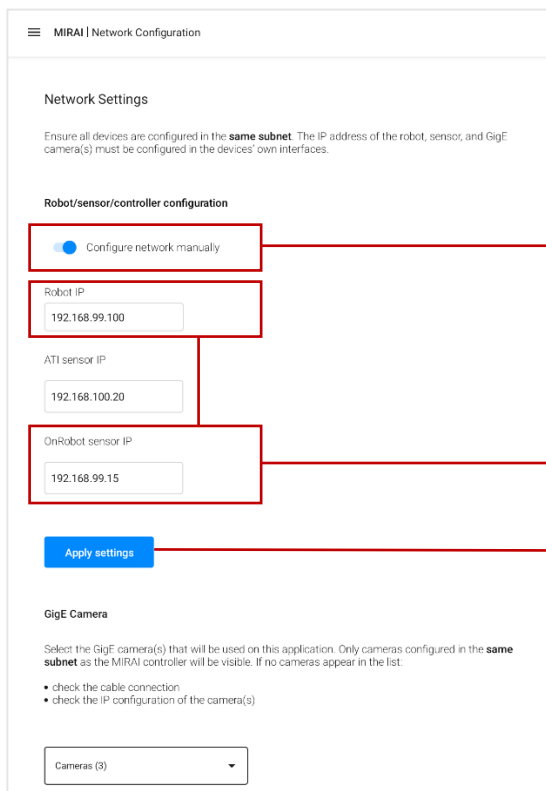 MIRAI | Network Configuration
Network Settings
Ensure all devices are configured in the same subnet. The IP address of the robot, sensor, and GigE
camera(s) must be configured in the devices' own interfaces.
Robot/sensor/controller configuration
Configure network manually
Robot IP
192.168.99.100
ATI sensor IP
192.168.100.20
OnRobot sensor IP
192.168.99.15
Apply settings
GigE Camera
Select the GigE camera(s) that will be used on this application. Only cameras configured in the same
subnet as the MIRAI controller will be visible. If no cameras appear in the list:
• check the cable connection
• check the IP configuration of the camera(s)
Cameras (3)